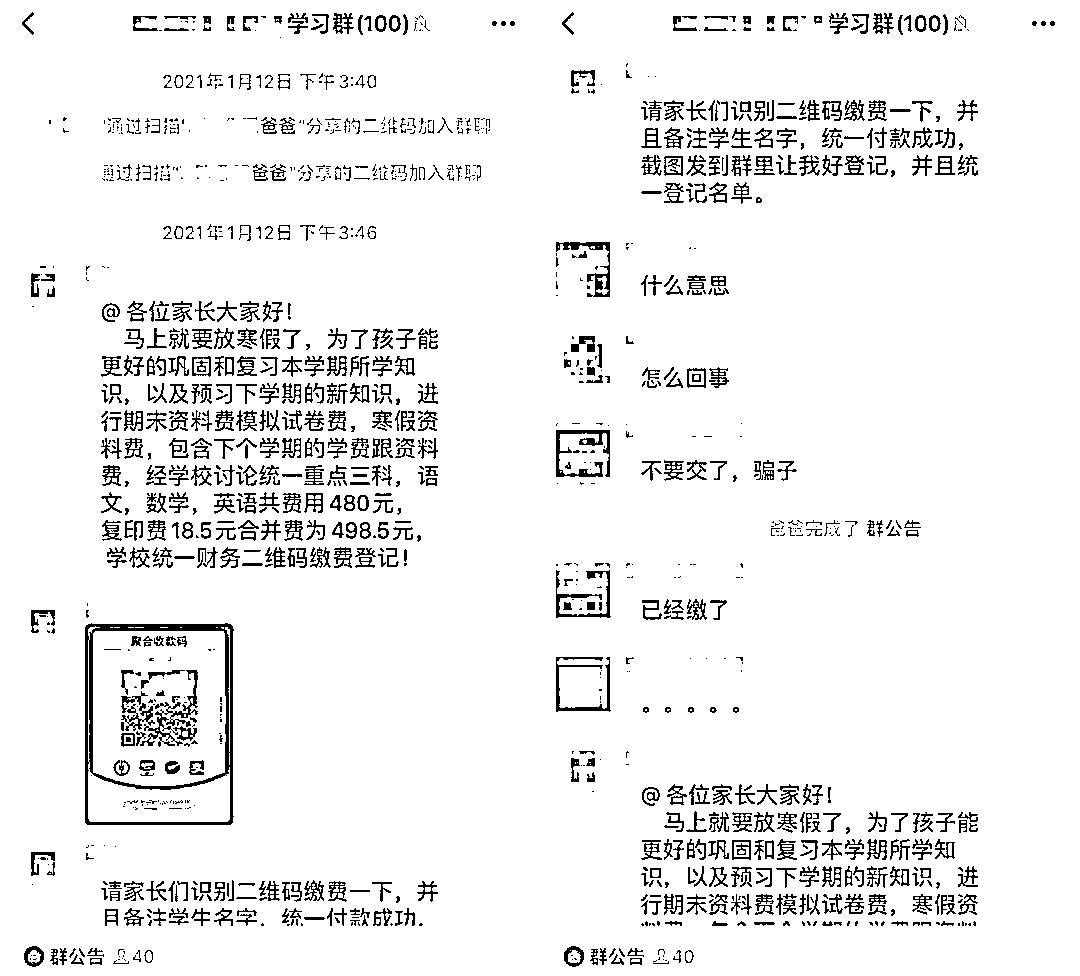 学习群(100)
2021年1月12日 下午3:40
"通过扫描" 爸爸"分享的二维码加入群聊
通过扫描" 爸爸"分享的二维码加入群聊
2021年1月12日 下午3:46
@ 各位家长大家好！
马上就要放寒假了，为了孩子能
更好的巩固和复习本学期所学知
识，以及预习下学期的新知识，进
行期末资料费模拟试卷费，寒假资
料费，包含下个学期的学费跟资料
费，经学校讨论统一重点三科，语
文，数学，英语共费用480元，
复印费18.5元合并费为498.5元，
学校统一财务二维码缴费登记！
聚合收款码
请家长们识别二维码缴费一下，并
且备注学生名字，统一付款成功，
群公告 40
学习群(100)
请家长们识别二维码缴费一下，并
且备注学生名字，统一付款成功，
截图发到群里让我好登记，并且统
一登记名单。
什么意思
怎么回事
不要交了，骗子
爸爸完成了 群公告
已经缴了
。。。。。
@ 各位家长大家好！
马上就要放寒假了，为了孩子能
更好的巩固和复习本学期所学知
识，以及预习下学期的新知识，进
行期末资料费模拟试卷费，寒假资
群公告 40